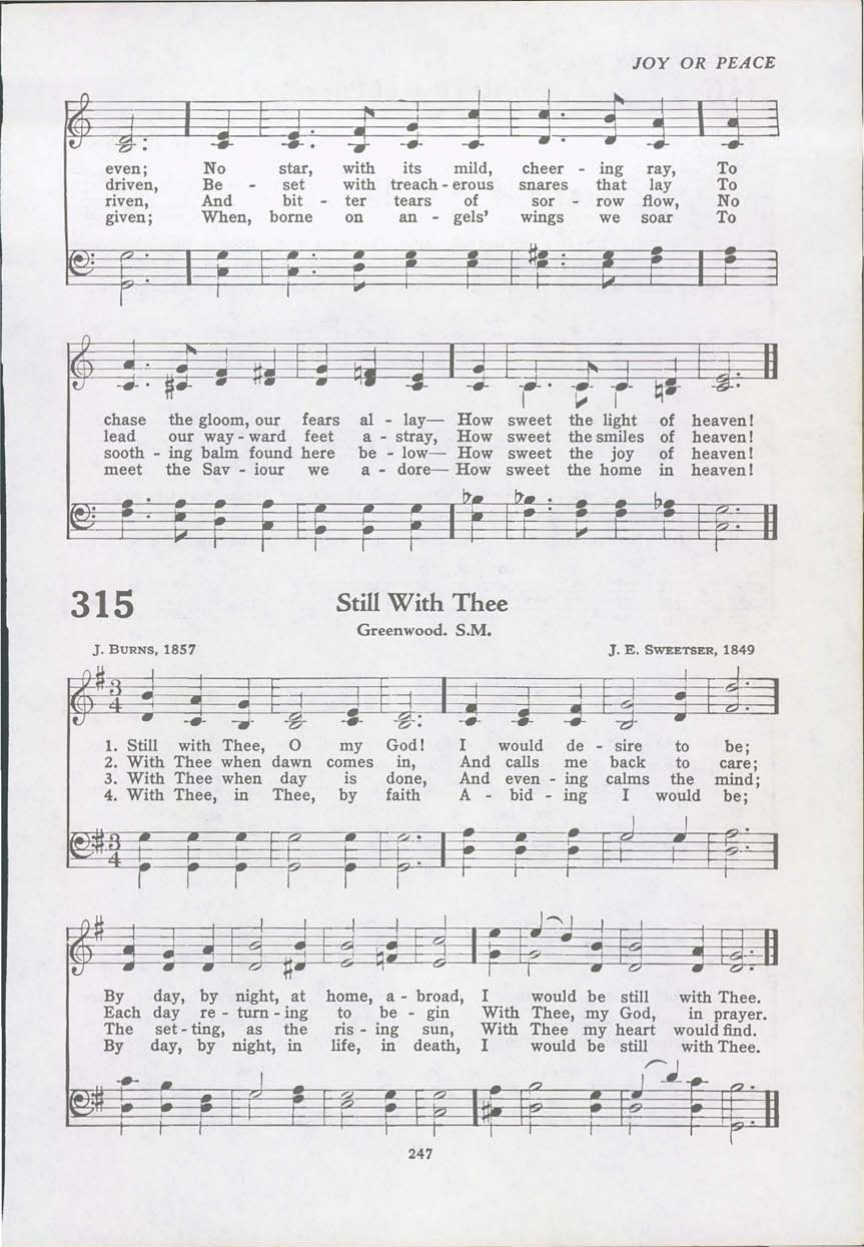 JOY OR PEACE
even; No star, with its mild, cheer - ing ray, To
driven, Be - set with treach - erous snares that lay To
riven, And bit - ter tears of sor - row flow, No
given; When, borne on an - gels' wings we soar To
chase the gloom, our fears al - lay— How sweet the light of heaven!
lead our way - ward feet a - stray, How sweet the smiles of heaven!
sooth - ing balm found here be - low— How sweet the joy of heaven!
meet the Sav - iour we a - dore— How sweet the home in heaven!
315 Still With Thee
Greenwood. S.M.
J. BURNS, 1857 J. E. SWEETSER, 1849
3
4
1. Still with Thee, O my God! I would de - sire to be;
2. With Thee when dawn comes in, And calls me back to care;
3. With Thee when day is done, And even - ing calms the mind;
4. With Thee, in Thee, by faith A - bid - ing I would be;
3
4
By day, by night, at home, a - broad, I would be still with Thee.
Each day re - turn - ing to be - gin With Thee, my God, in prayer.
The set - ting, as the ris - ing sun, With Thee my heart would find.
By day, by night, in life, in death, I would be still with Thee.
247